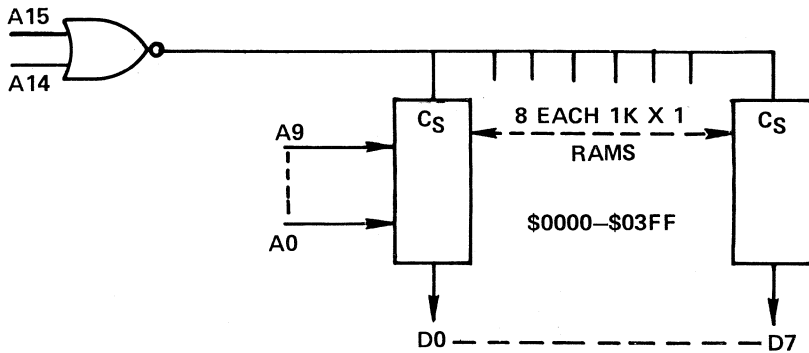 A15
A14
CS
8 EACH 1K X 1
RAMS
CS
A9
A0
$0000–$03FF
D0
D7